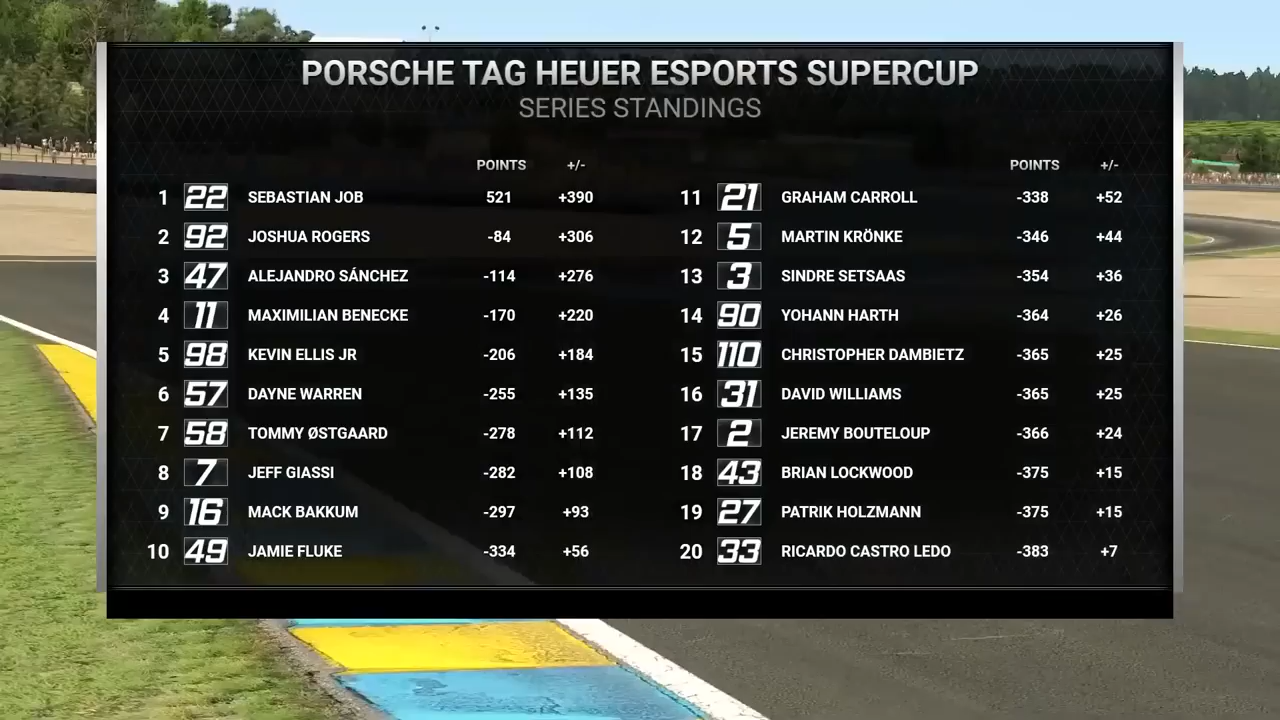 PORSCHE TAG HEUER ESPORTS SUPERCUP
SERIES STANDINGS
POINTS +/-
1 22 SEBASTIAN JOB 521 +390
2 92 JOSHUA ROGERS -84 +306
3 47 ALEJANDRO SÁNCHEZ -114 +276
4 11 MAXIMILIAN BENECKE -170 +220
5 98 KEVIN ELLIS JR -206 +184
6 57 DAYNE WARREN -255 +135
7 58 TOMMY ØSTGAARD -278 +112
8 7 JEFF GIASSI -282 +108
9 16 MACK BAKKUM -297 +93
10 49 JAMIE FLUKE -334 +56
POINTS +/-
11 21 GRAHAM CARROLL -338 +52
12 5 MARTIN KRÖNKE -346 +44
13 3 SINDRE SETSAAS -354 +36
14 90 YOHANN HARTH -364 +26
15 110 CHRISTOPHER DAMBIETZ -365 +25
16 31 DAVID WILLIAMS -365 +25
17 2 JEREMY BOUTELOUP -366 +24
18 43 BRIAN LOCKWOOD -375 +15
19 27 PATRIK HOLZMANN -375 +15
20 33 RICARDO CASTRO LEDO -383 +7